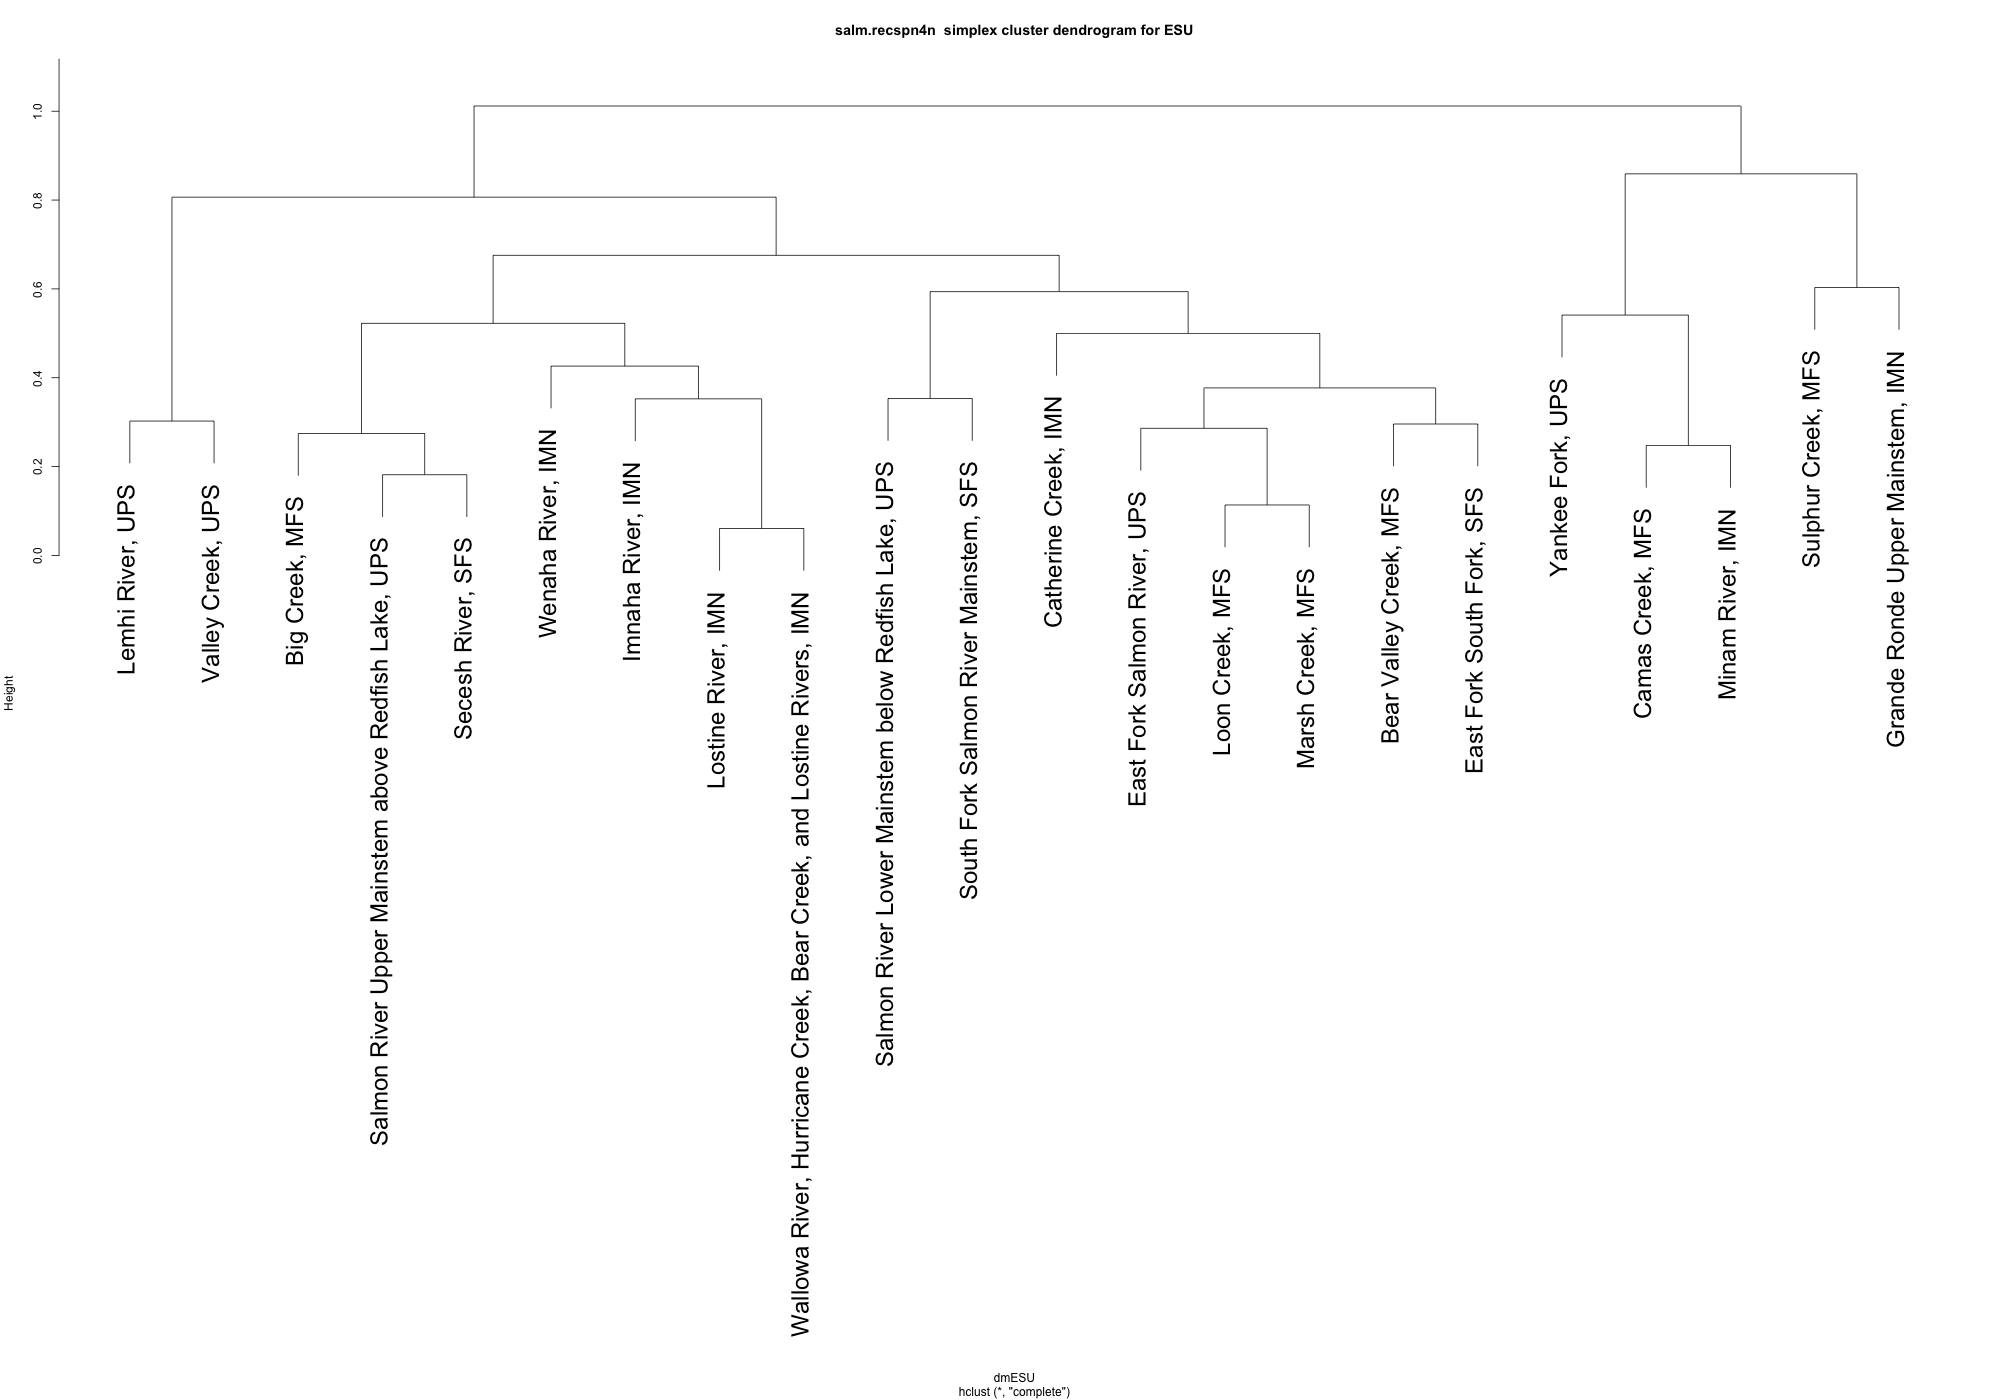 salm.recspn4n  simplex cluster dendrogram for ESU
1.0
0.8
0.6
0.4
0.2
0.0
Height
Lemhi River, UPS
Valley Creek, UPS
Big Creek, MFS
Salmon River Upper Mainstem above Redfish Lake, UPS
Secesh River, SFS
Wenaha River, IMN
Imnaha River, IMN
Lostine River, IMN
Wallowa River, Hurricane Creek, Bear Creek, and Lostine Rivers, IMN
Salmon River Lower Mainstem below Redfish Lake, UPS
South Fork Salmon River Mainstem, SFS
Catherine Creek, IMN
East Fork Salmon River, UPS
Loon Creek, MFS
Marsh Creek, MFS
Bear Valley Creek, MFS
East Fork South Fork, SFS
Yankee Fork, UPS
Camas Creek, MFS
Minam River, IMN
Sulphur Creek, MFS
Grande Ronde Upper Mainstem, IMN
dmESU
hclust (*, "complete")